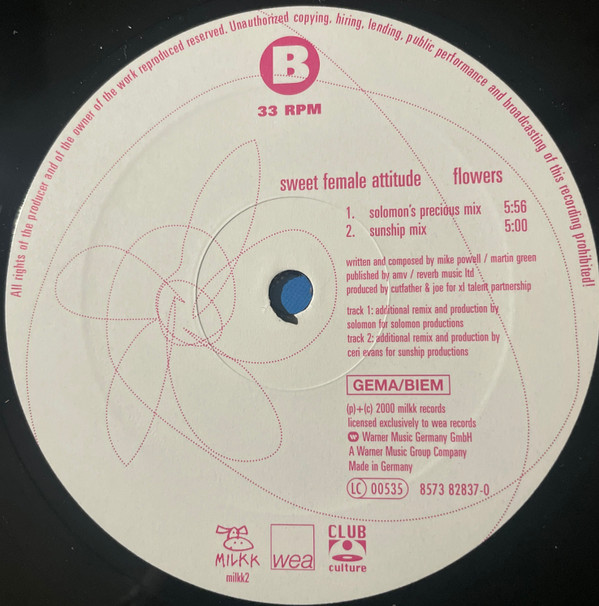 All rights of the producer and of the owner of the work reproduced reserved. Unauthorized copying, hiring, lending, public performance and broadcasting of this recording prohibited!
B
33 RPM
sweet female attitude flowers
1. solomon's precious mix 5:56
2. sunship mix 5:00
written and composed by mike powell / martin green
published by amv / reverb music ltd
produced by cutfather & joe for xl talent partnership
track 1: additional remix and production by
solomon for solomon productions
track 2: additional remix and production by
ceri evans for sunship productions
GEMA/BIEM
(p)+(c) 2000 milkk records
licensed exclusively to wea records
Warner Music Germany GmbH
A Warner Music Group Company
Made in Germany
LC 00535 8573 82837-0
MILKK
milkk2
wea
CLUB
culture